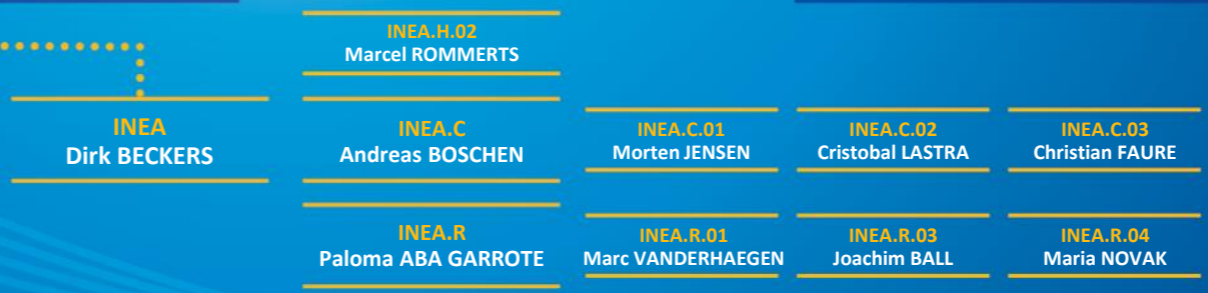 INEA.H.02
Marcel ROMMERTS
INEA
Dirk BECKERS
INEA.C
Andreas BOSCHEN
INEA.C.01
Morten JENSEN
INEA.C.02
Cristobal LASTRA
INEA.C.03
Christian FAURE
INEA.R
Paloma ABA GARROTE
INEA.R.01
Marc VANDERHAEGEN
INEA.R.03
Joachim BALL
INEA.R.04
Maria NOVAK